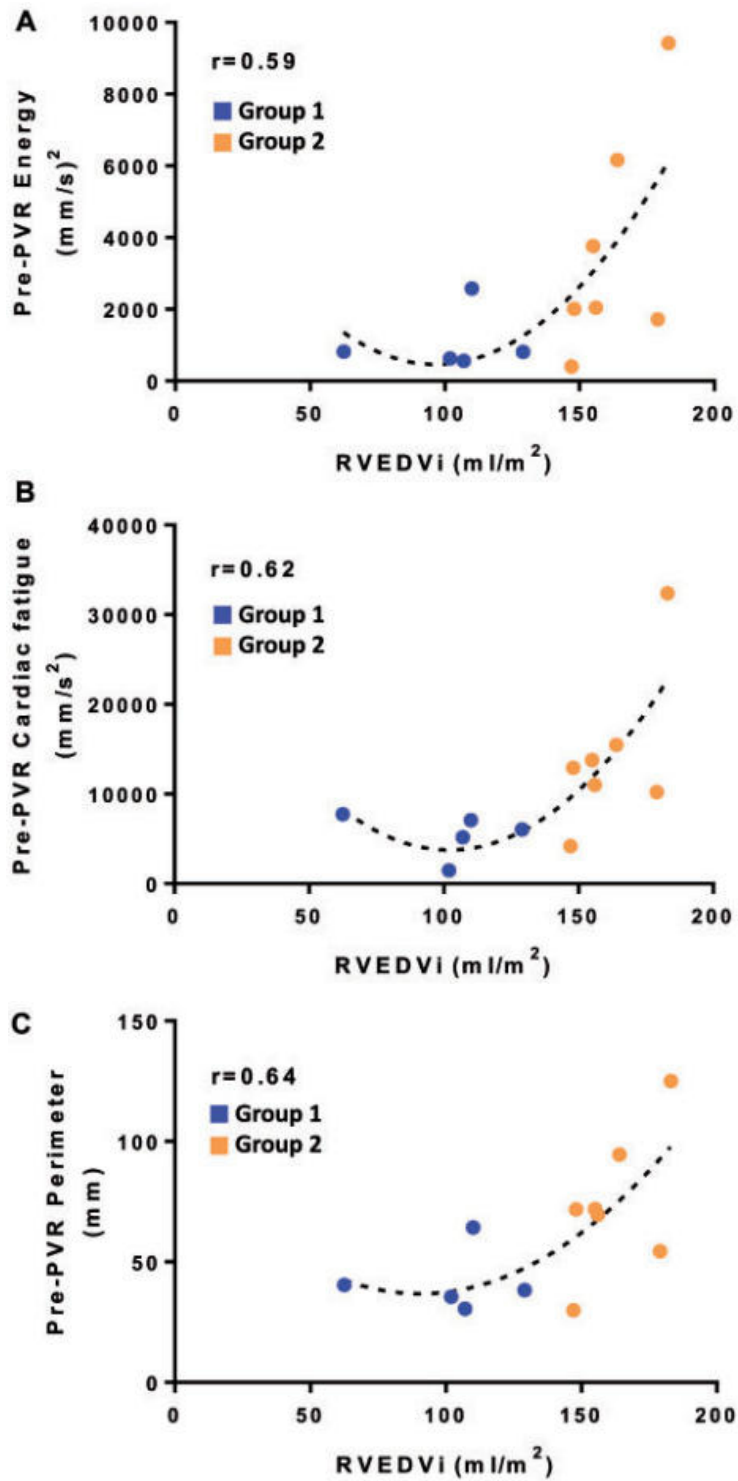 A
Pre-PVR Energy
(mm/s)²
10000
8000
6000
4000
2000
0
r=0.59
Group 1
Group 2
0 50 100 150 200
RVEDVi (ml/m²)
B
Pre-PVR Cardiac fatigue
(mm/s²)
40000
30000
20000
10000
0
r=0.62
Group 1
Group 2
0 50 100 150 200
RVEDVi (ml/m²)
C
Pre-PVR Perimeter
(mm)
150
100
50
0
r=0.64
Group 1
Group 2
0 50 100 150 200
RVEDVi (ml/m²)